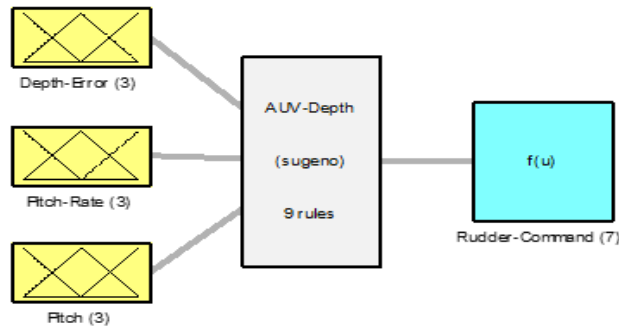 Depth-Error (3)
Pitch-Rate (3)
Pitch (3)
AUV-Depth
(sugeno)
9 rules
f(u)
Rudder-Command (7)